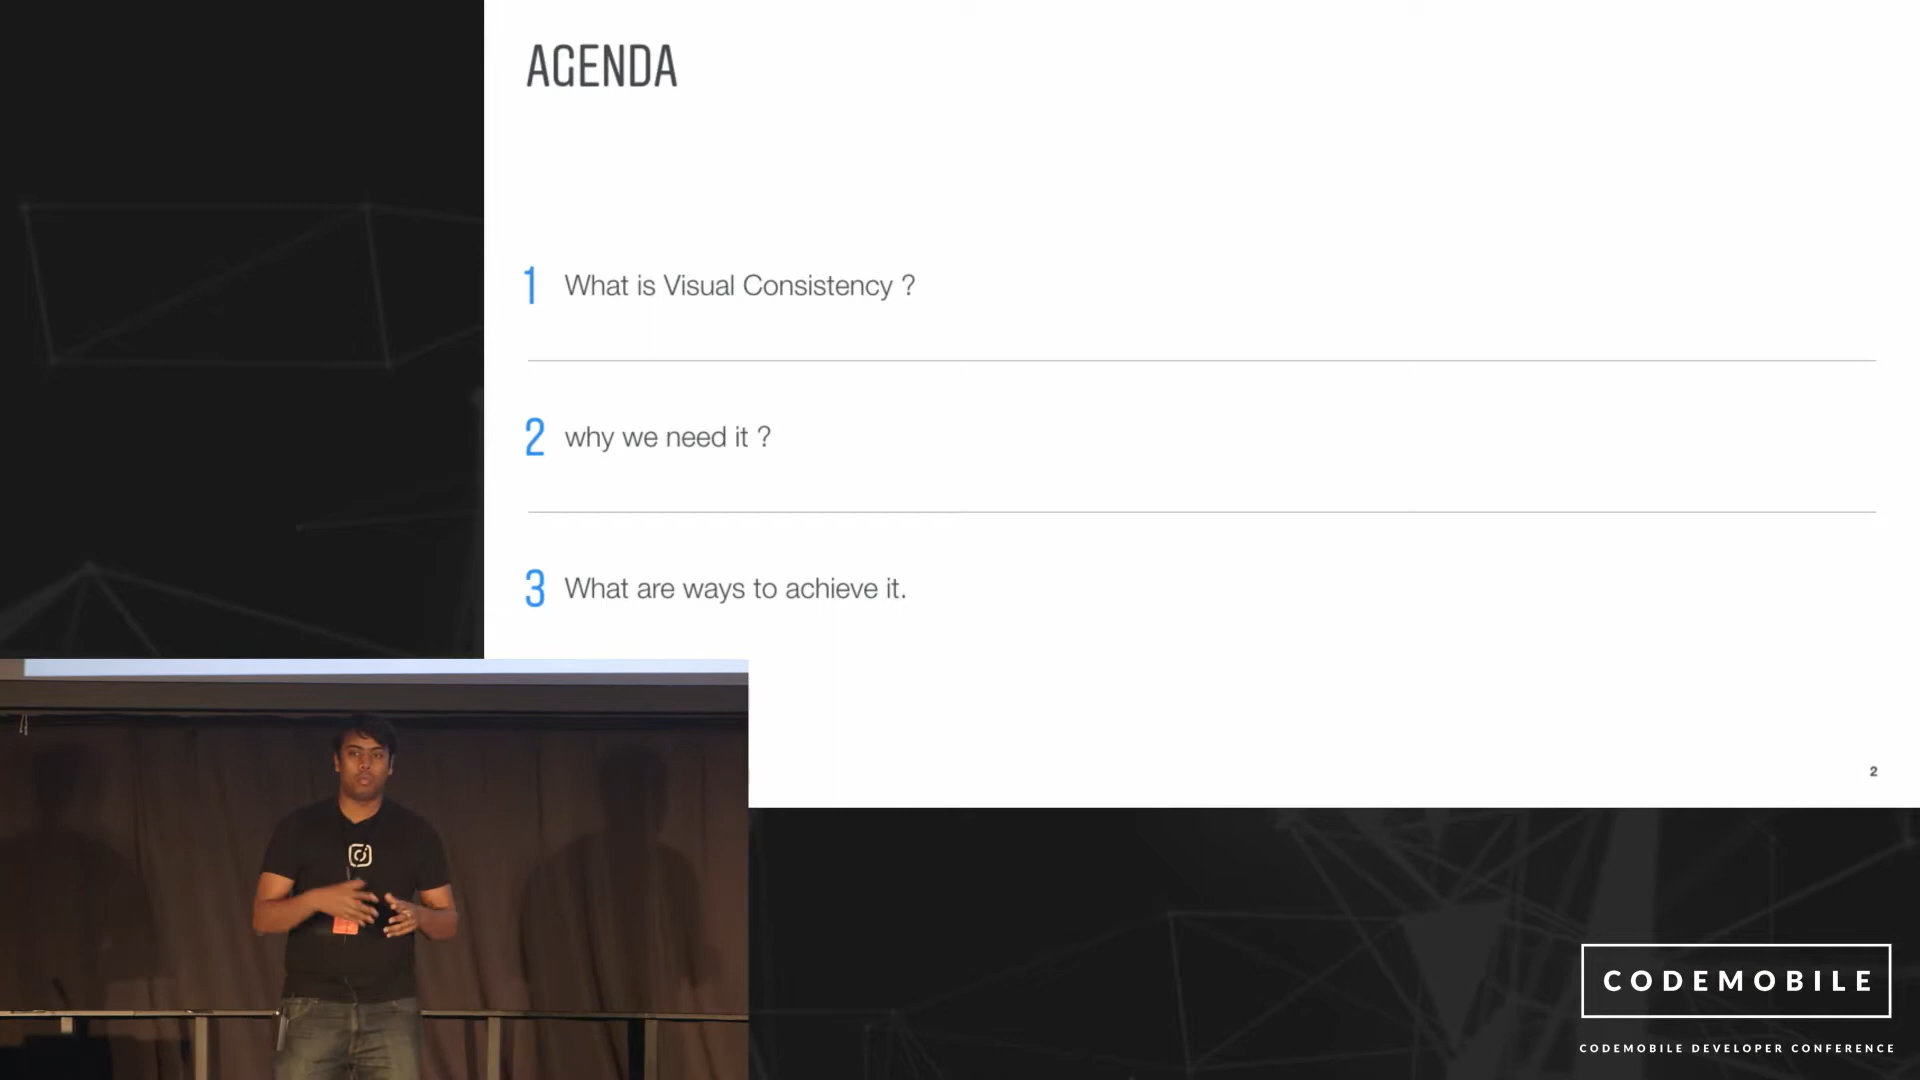 AGENDA
1 What is Visual Consistency ?
2 why we need it ?
3 What are ways to achieve it.
2
CODEMOBILE
CODEMOBILE DEVELOPER CONFERENCE